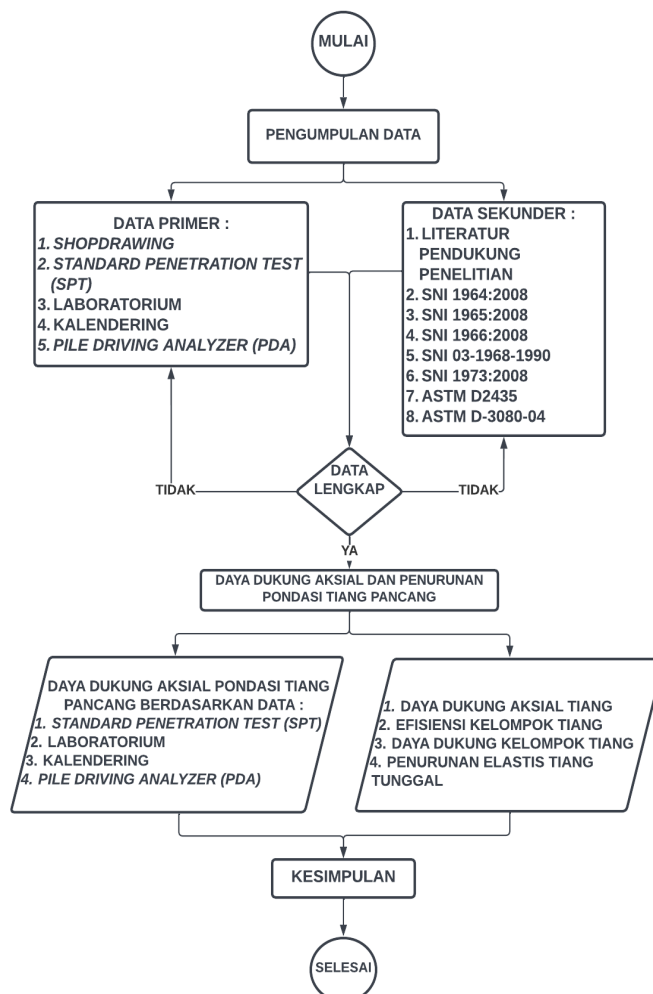 MULAI
PENGUMPULAN DATA
DATA PRIMER :
1. SHOPDRAWING
2. STANDARD PENETRATION TEST
(SPT)
3. LABORATORIUM
4. KALENDERING
5. PILE DRIVING ANALYZER (PDA)
DATA SEKUNDER :
1. LITERATUR
PENDUKUNG
PENELITIAN
2. SNI 1964:2008
3. SNI 1965:2008
4. SNI 1966:2008
5. SNI 03-1968-1990
6. SNI 1973:2008
7. ASTM D2435
8. ASTM D-3080-04
DATA
LENGKAP
TIDAK
TIDAK
YA
DAYA DUKUNG AKSIAL DAN PENURUNAN
PONDASI TIANG PANCANG
DAYA DUKUNG AKSIAL PONDASI TIANG
PANCANG BERDASARKAN DATA :
1. STANDARD PENETRATION TEST (SPT)
2. LABORATORIUM
3. KALENDERING
4. PILE DRIVING ANALYZER (PDA)
1. DAYA DUKUNG AKSIAL TIANG
2. EFISIENSI KELOMPOK TIANG
3. DAYA DUKUNG KELOMPOK TIANG
4. PENURUNAN ELASTIS TIANG
TUNGGAL
KESIMPULAN
SELESAI